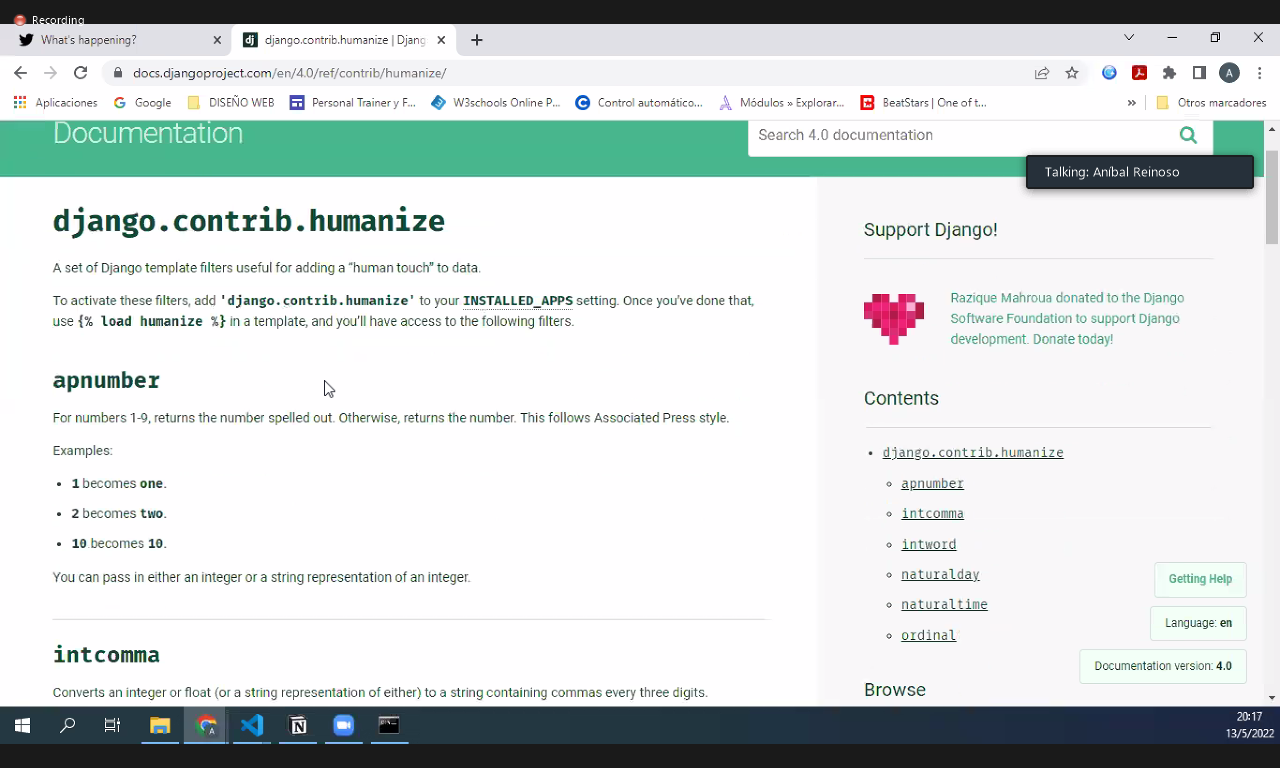 Recording
What's happening?
django.contrib.humanize | Djang
docs.djangoproject.com/en/4.0/ref/contrib/humanize/
A
Aplicaciones
Google
DISEÑO WEB
Personal Trainer y F...
W3schools Online P...
Control automático...
Módulos » Explorar...
BeatStars | One of t...
»
Otros marcadores
Documentation
Search 4.0 documentation
Talking: Aníbal Reinoso
django.contrib.humanize
A set of Django template filters useful for adding a “human touch” to data.
To activate these filters, add 'django.contrib.humanize' to your INSTALLED_APPS setting. Once you’ve done that,
use {% load humanize %} in a template, and you’ll have access to the following filters.
apnumber
For numbers 1-9, returns the number spelled out. Otherwise, returns the number. This follows Associated Press style.
Examples:
• 1 becomes one.
• 2 becomes two.
• 10 becomes 10.
You can pass in either an integer or a string representation of an integer.
intcomma
Converts an integer or float (or a string representation of either) to a string containing commas every three digits.
Support Django!
Razique Mahroua donated to the Django
Software Foundation to support Django
development. Donate today!
Contents
• django.contrib.humanize
◦ apnumber
◦ intcomma
◦ intword
◦ naturalday
◦ naturaltime
◦ ordinal
Browse
Getting Help
Language: en
Documentation version: 4.0
20:17
13/5/2022